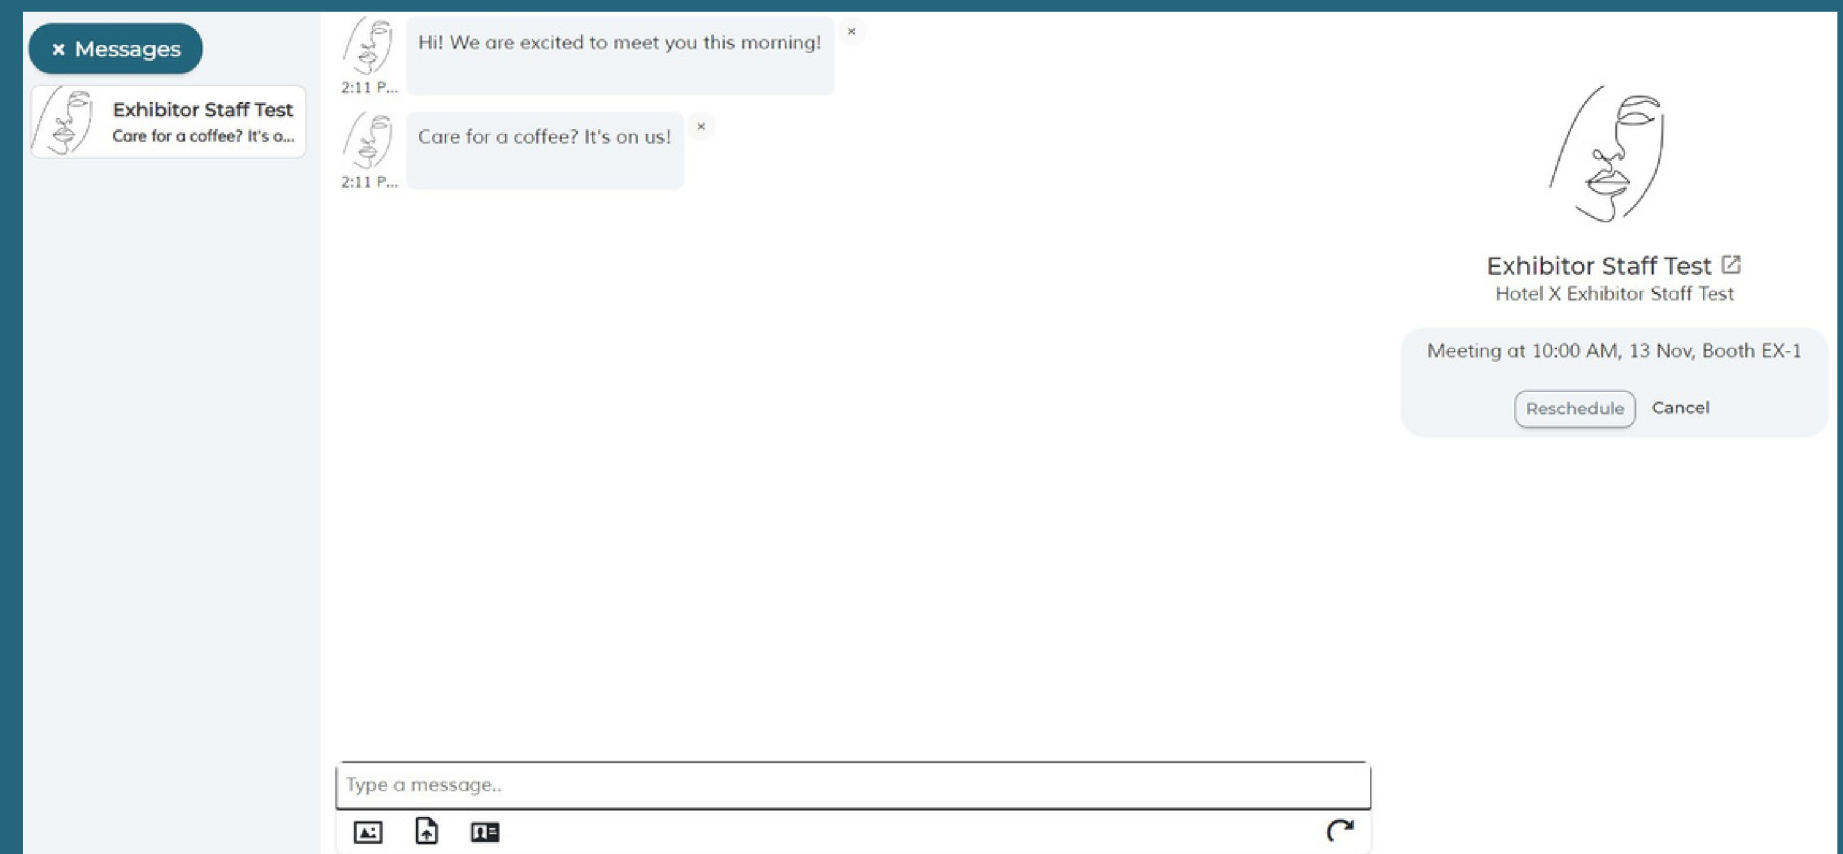 × Messages
Exhibitor Staff Test
Care for a coffee? It's o...
Hi! We are excited to meet you this morning!
×
2:11 P...
Care for a coffee? It's on us!
×
2:11 P...
Type a message..
Exhibitor Staff Test
Hotel X Exhibitor Staff Test
Meeting at 10:00 AM, 13 Nov, Booth EX-1
Reschedule Cancel